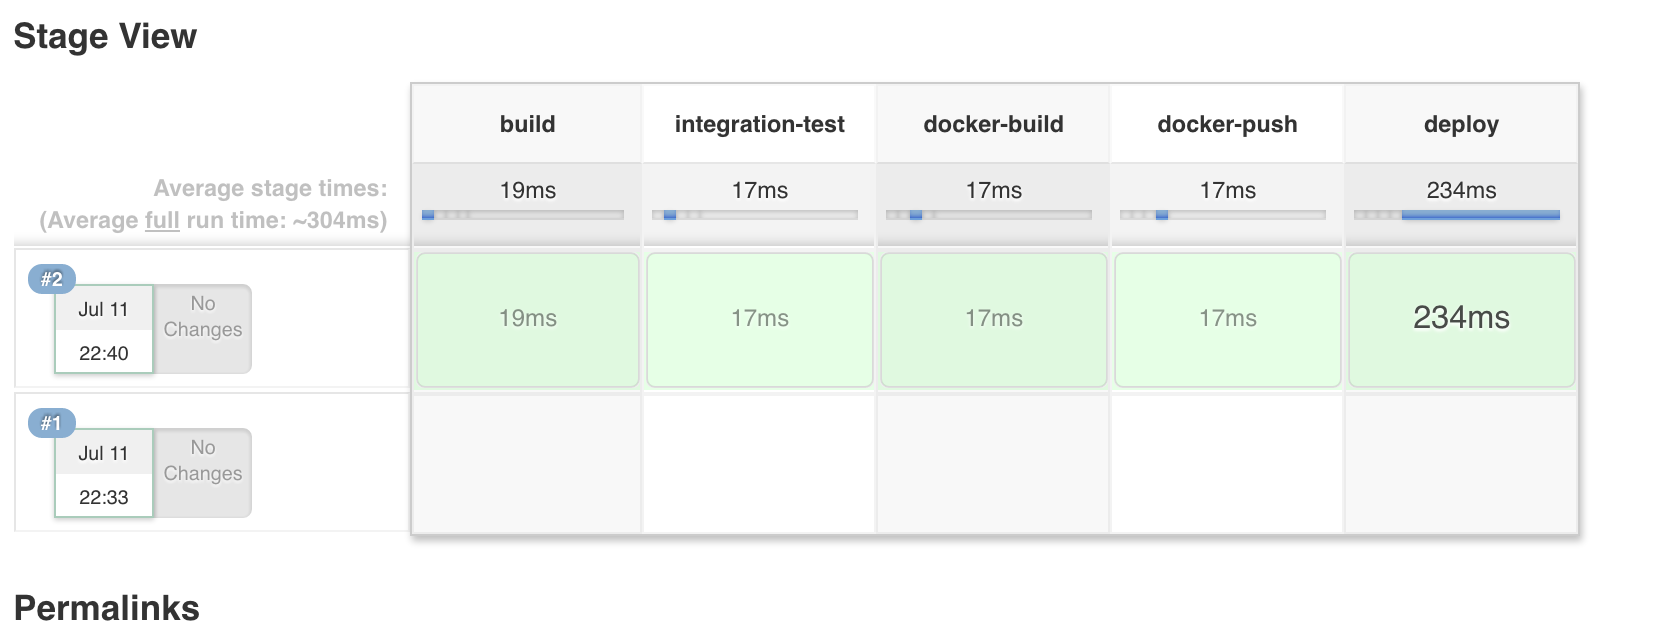 Stage View
build integration-test docker-build docker-push deploy
Average stage times:
(Average full run time: ~304ms)
19ms 17ms 17ms 17ms 234ms
#2
Jul 11
22:40
No
Changes
19ms 17ms 17ms 17ms 234ms
#1
Jul 11
22:33
No
Changes
Permalinks